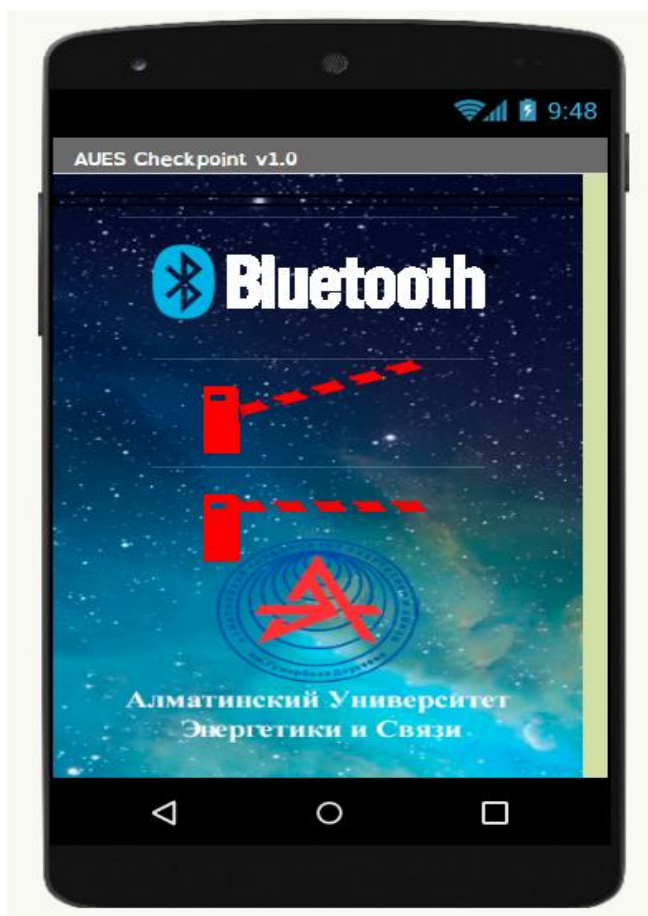 9:48
AUES Checkpoint v1.0
Bluetooth
Алматинский Университет
Энергетики и Связи